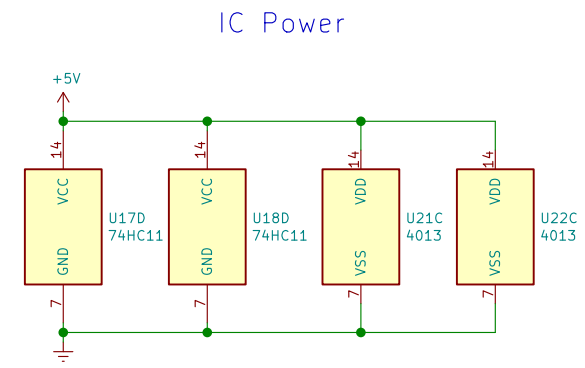 IC Power
+5V
14
14
14
14
VCC
VCC
VDD
VDD
U17D
74HC11
U18D
74HC11
U21C
4013
U22C
4013
GND
GND
VSS
VSS
7
7
7
7